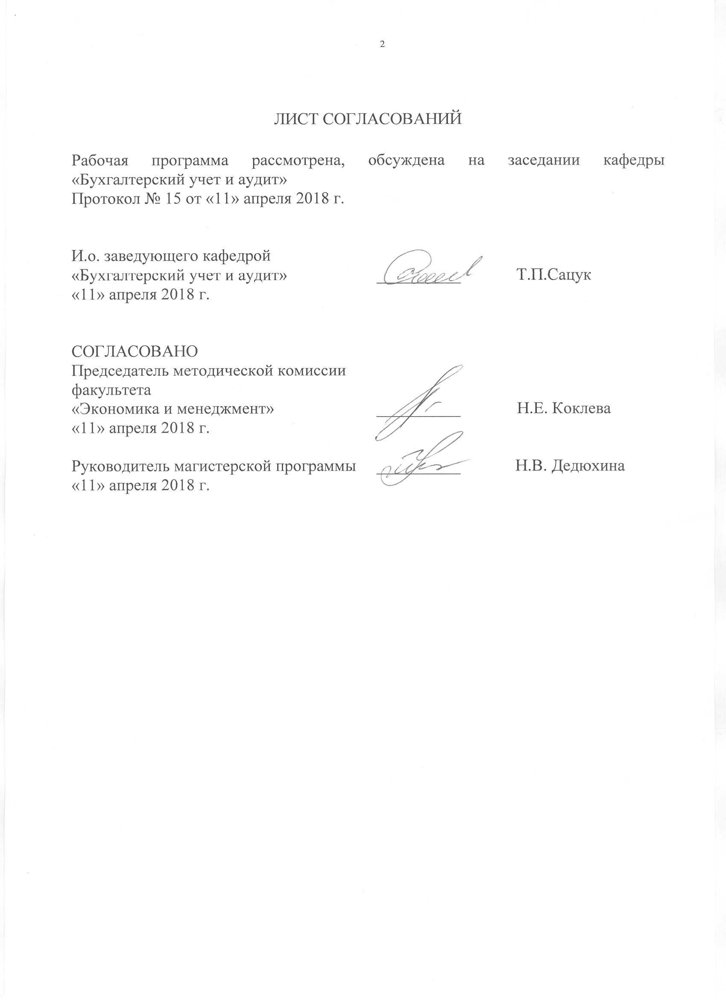 2
ЛИСТ СОГЛАСОВАНИЙ
Рабочая программа рассмотрена, обсуждена на заседании кафедры
«Бухгалтерский учет и аудит»
Протокол № 15 от «11» апреля 2018 г.
И.о. заведующего кафедрой
«Бухгалтерский учет и аудит» Т.П.Сацук
«11» апреля 2018 г.
СОГЛАСОВАНО
Председатель методической комиссии
факультета
«Экономика и менеджмент» Н.Е. Коклева
«11» апреля 2018 г.
Руководитель магистерской программы Н.В. Дедюхина
«11» апреля 2018 г.